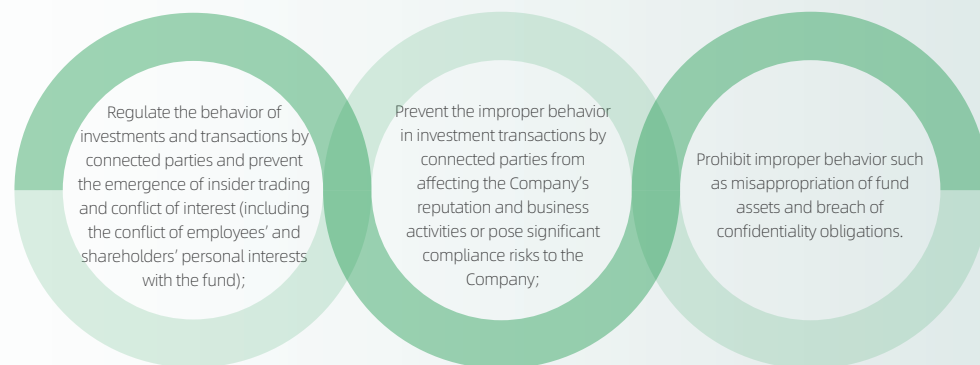 Regulate the behavior of
investments and transactions by
connected parties and prevent
the emergence of insider trading
and conflict of interest (including
the conflict of employees’ and
shareholders’ personal interests
with the fund);
Prevent the improper behavior
in investment transactions by
connected parties from
affecting the Company’s
reputation and business
activities or pose significant
compliance risks to the
Company;
Prohibit improper behavior such
as misappropriation of fund
assets and breach of
confidentiality obligations.